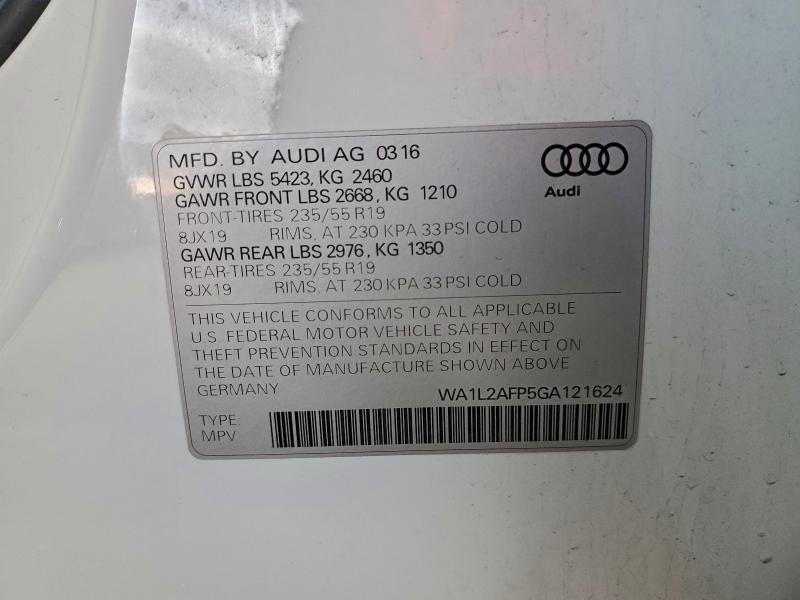 MFD. BY AUDI AG 0316
GVWR LBS 5423, KG 2460
GAWR FRONT LBS 2668, KG 1210
FRONT-TIRES 235/55 R19
8JX19 RIMS, AT 230 KPA 33 PSI COLD
GAWR REAR LBS 2976, KG 1350
REAR-TIRES 235/55 R19
8JX19 RIMS, AT 230 KPA 33 PSI COLD
Audi
THIS VEHICLE CONFORMS TO ALL APPLICABLE
U.S. FEDERAL MOTOR VEHICLE SAFETY AND
THEFT PREVENTION STANDARDS IN EFFECT ON
THE DATE OF MANUFACTURE SHOWN ABOVE
GERMANY WA1L2AFP5GA121624
TYPE:
MPV